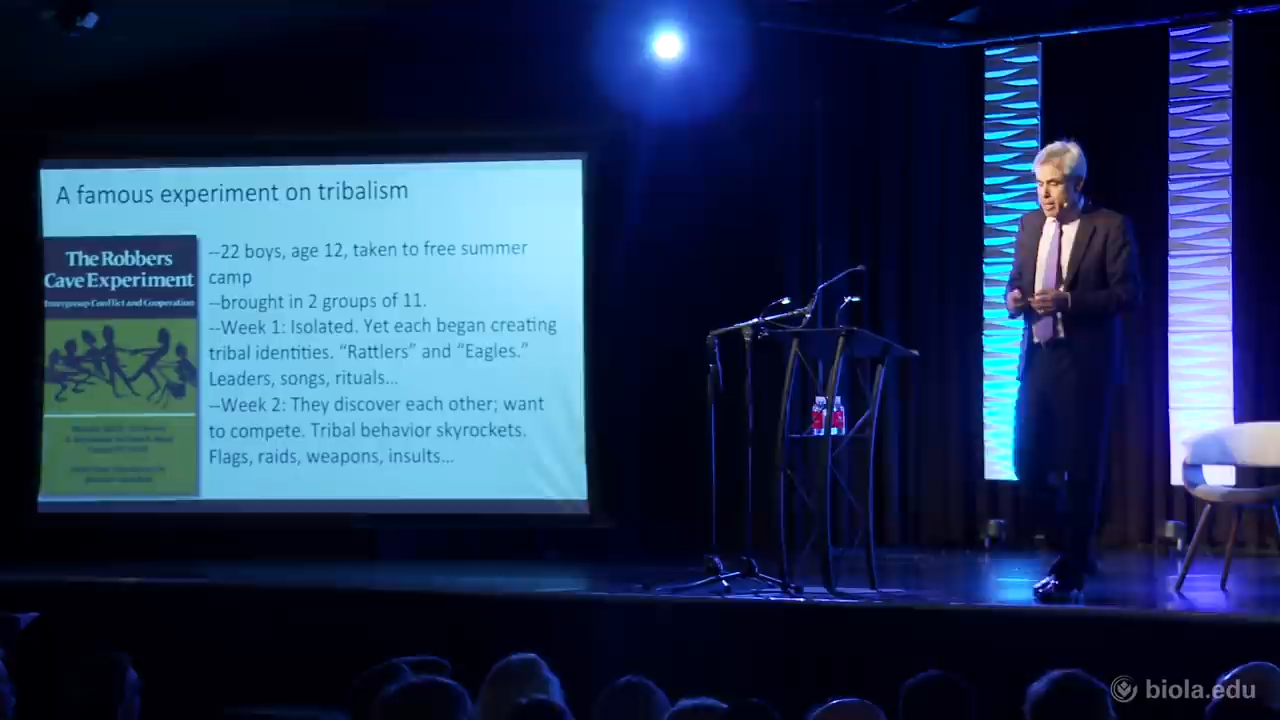 A famous experiment on tribalism
The Robbers
Cave Experiment
Intergroup Conflict and Cooperation
--22 boys, age 12, taken to free summer
camp
--brought in 2 groups of 11.
--Week 1: Isolated. Yet each began creating
tribal identities. “Rattlers” and “Eagles.”
Leaders, songs, rituals...
--Week 2: They discover each other; want
to compete. Tribal behavior skyrockets.
Flags, raids, weapons, insults...
biola.edu